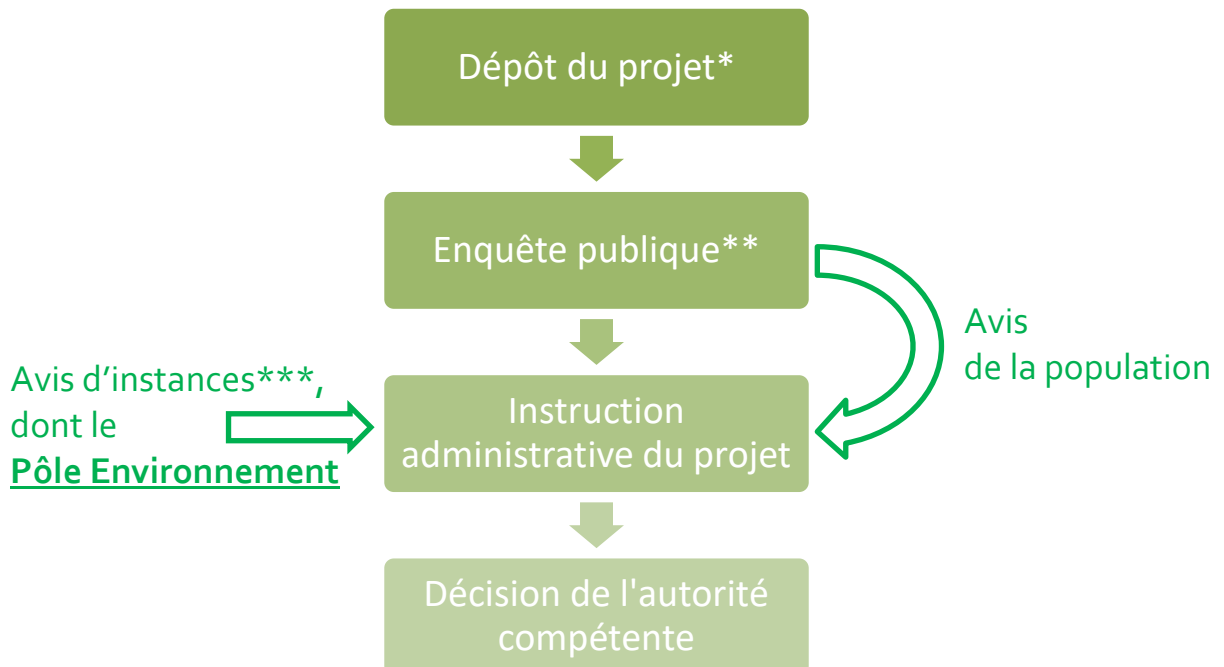 Dépôt du projet*
Enquête publique**
Avis
de la population
Avis d’instances***,
dont le
Pôle Environnement
Instruction
administrative du projet
Décision de l'autorité
compétente